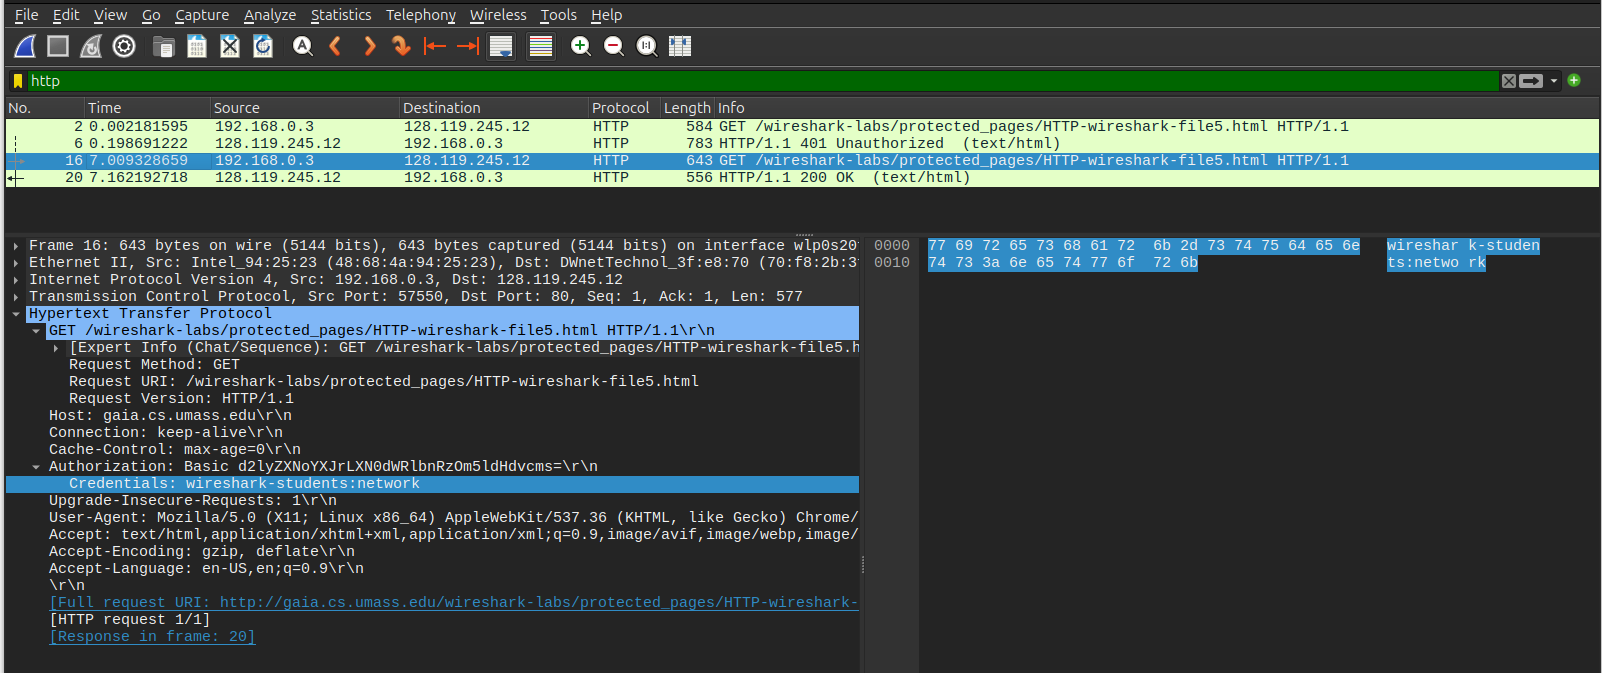 File Edit View Go Capture Analyze Statistics Telephony Wireless Tools Help
http
No. Time Source Destination Protocol Length Info
2 0.002181595 192.168.0.3 128.119.245.12 HTTP 584 GET /wireshark-labs/protected_pages/HTTP-wireshark-file5.html HTTP/1.1
6 0.198691222 128.119.245.12 192.168.0.3 HTTP 783 HTTP/1.1 401 Unauthorized (text/html)
16 7.009328659 192.168.0.3 128.119.245.12 HTTP 643 GET /wireshark-labs/protected_pages/HTTP-wireshark-file5.html HTTP/1.1
20 7.162192718 128.119.245.12 192.168.0.3 HTTP 556 HTTP/1.1 200 OK (text/html)
Frame 16: 643 bytes on wire (5144 bits), 643 bytes captured (5144 bits) on interface wlp0s20f
Ethernet II, Src: Intel_94:25:23 (48:68:4a:94:25:23), Dst: DWnetTechnol_3f:e8:70 (70:f8:2b:3f
Internet Protocol Version 4, Src: 192.168.0.3, Dst: 128.119.245.12
Transmission Control Protocol, Src Port: 57550, Dst Port: 80, Seq: 1, Ack: 1, Len: 577
Hypertext Transfer Protocol
GET /wireshark-labs/protected_pages/HTTP-wireshark-file5.html HTTP/1.1\r\n
[Expert Info (Chat/Sequence): GET /wireshark-labs/protected_pages/HTTP-wireshark-file5.h
Request Method: GET
Request URI: /wireshark-labs/protected_pages/HTTP-wireshark-file5.html
Request Version: HTTP/1.1
Host: gaia.cs.umass.edu\r\n
Connection: keep-alive\r\n
Cache-Control: max-age=0\r\n
Authorization: Basic d2lyZXNoYXJrLXN0dWRlbnRzOm5ldHdvcms=\r\n
Credentials: wireshark-students:network
Upgrade-Insecure-Requests: 1\r\n
User-Agent: Mozilla/5.0 (X11; Linux x86_64) AppleWebKit/537.36 (KHTML, like Gecko) Chrome/
Accept: text/html,application/xhtml+xml,application/xml;q=0.9,image/avif,image/webp,image/
Accept-Encoding: gzip, deflate\r\n
Accept-Language: en-US,en;q=0.9\r\n
\r\n
[Full request URI: http://gaia.cs.umass.edu/wireshark-labs/protected_pages/HTTP-wireshark-
[HTTP request 1/1]
[Response in frame: 20]
0000 77 69 72 65 73 68 61 72 6b 2d 73 74 75 64 65 6e wireshar k-studen
0010 74 73 3a 6e 65 74 77 6f 72 6b ts:netwo rk